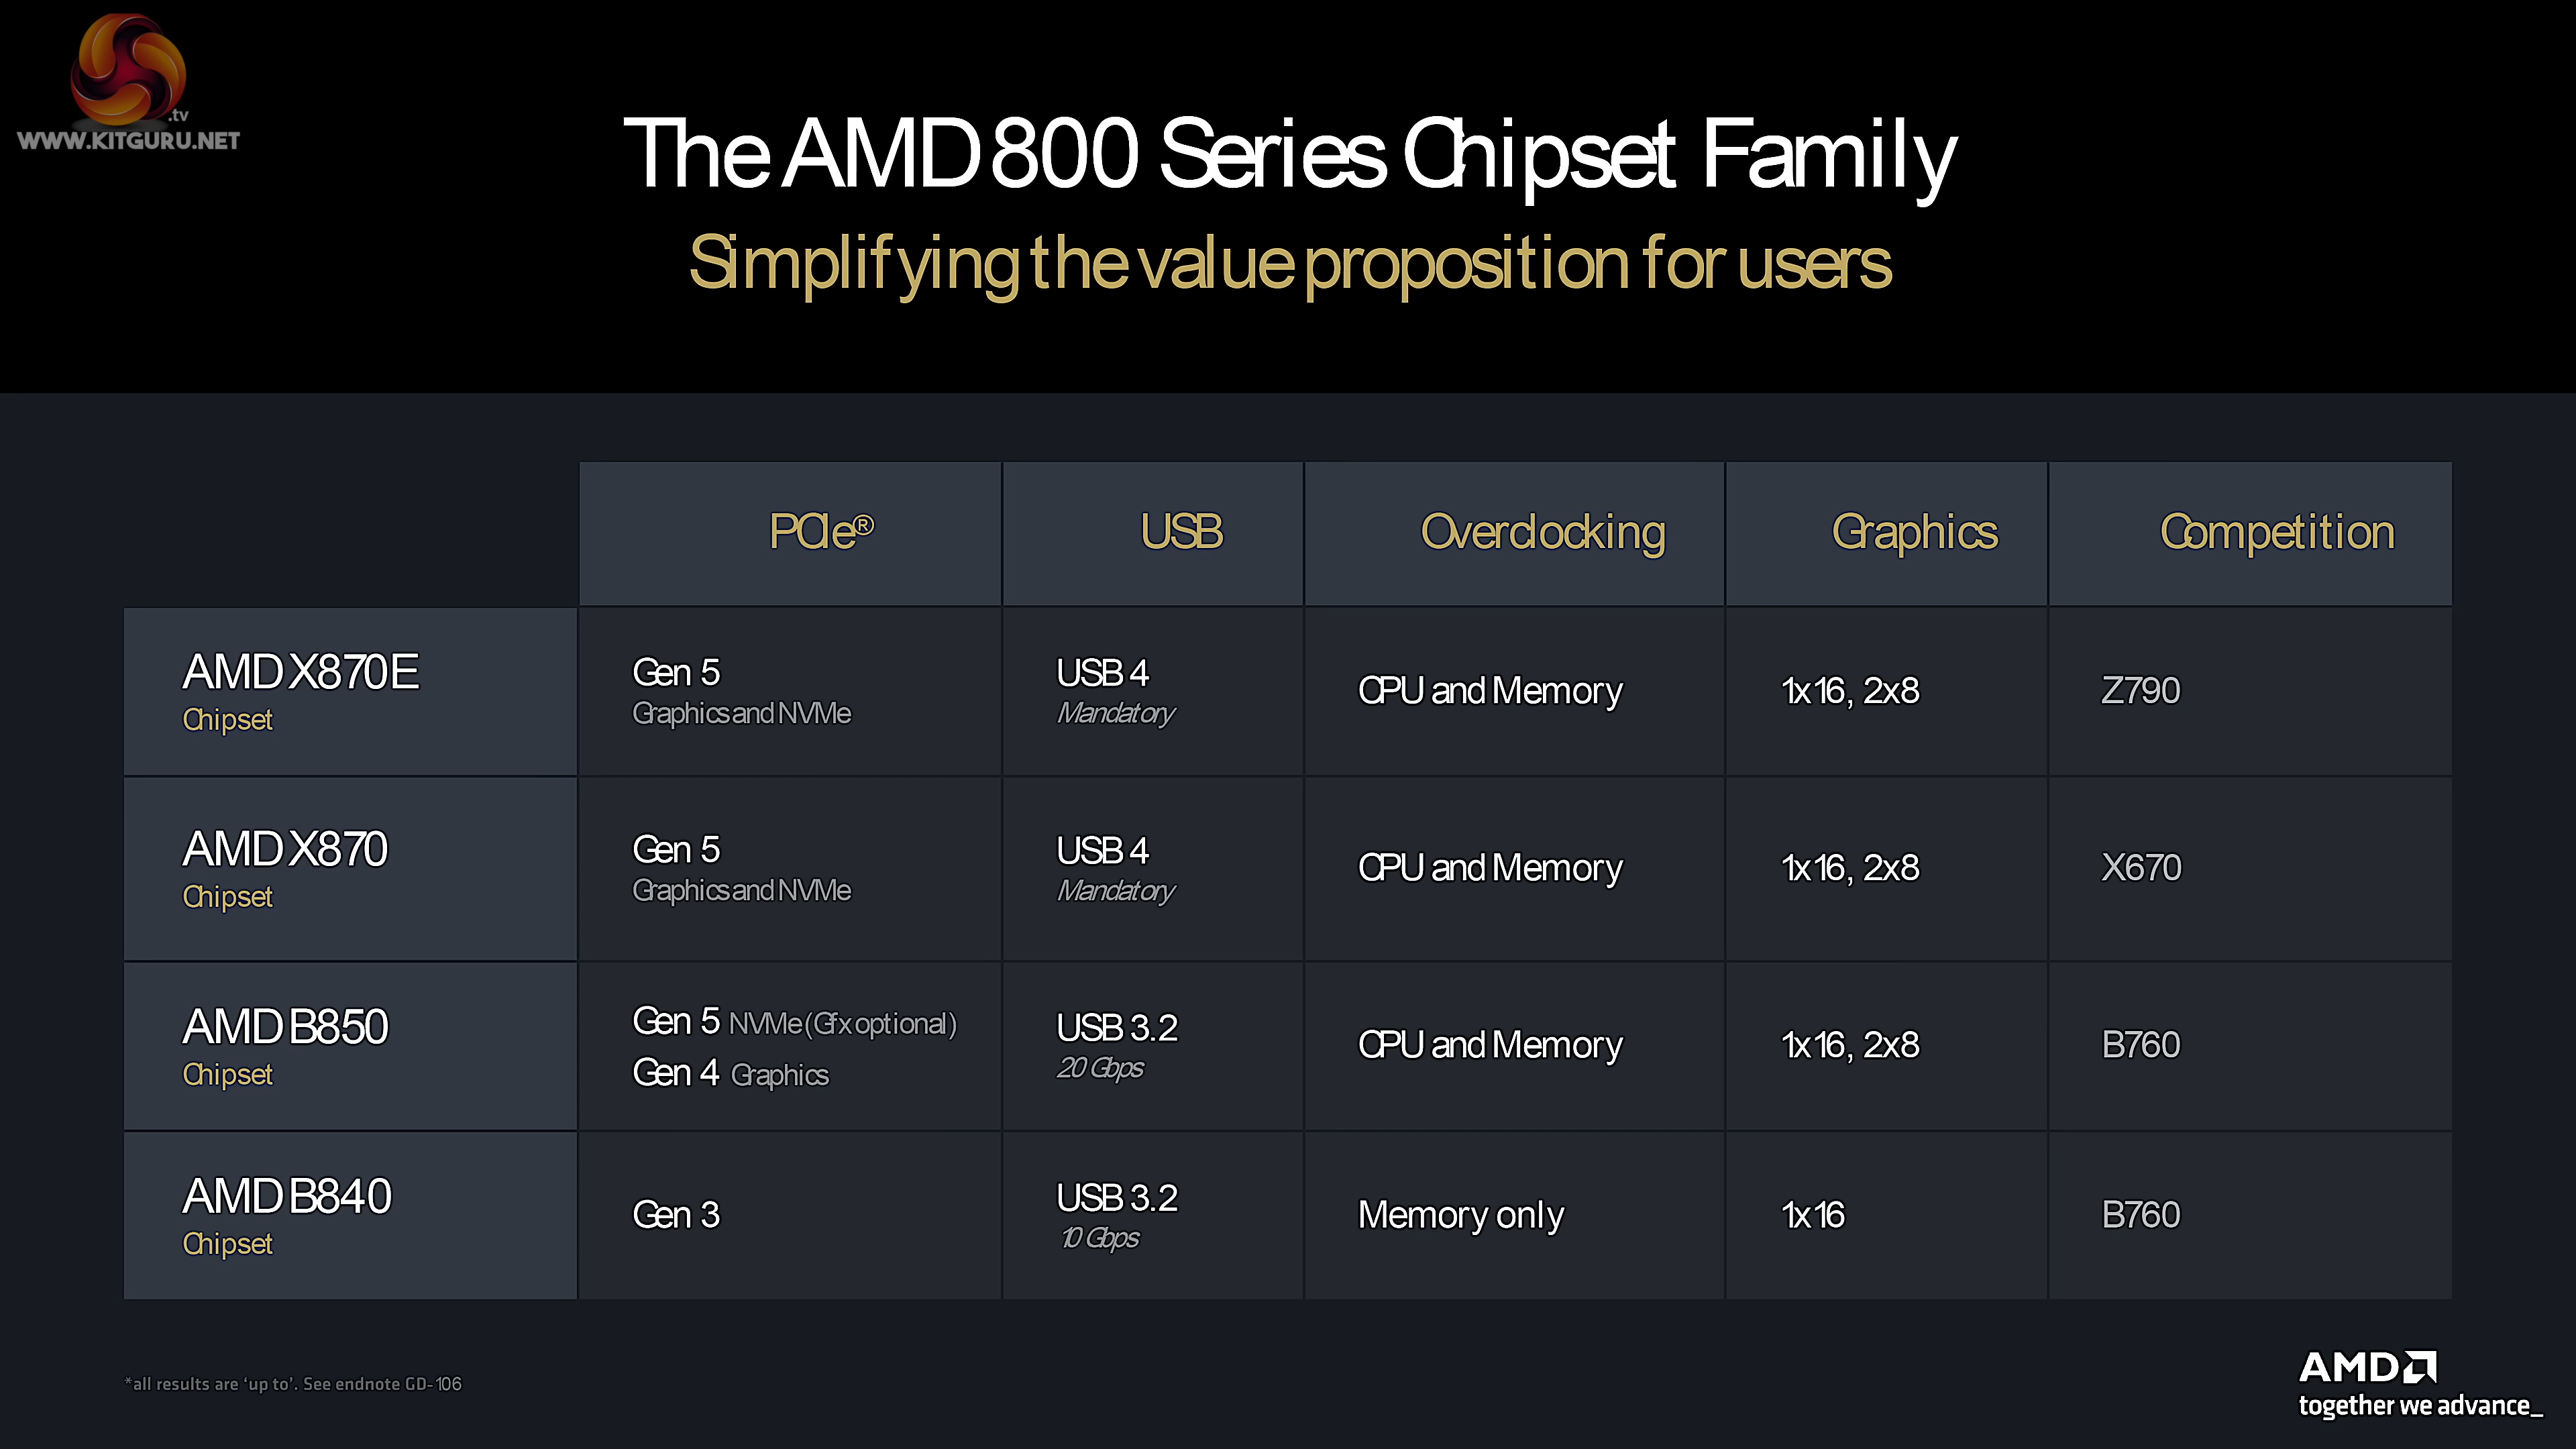 .tv
WWW.KITGURU.NET
The AMD 800 Series Chipset Family
Simplifying the value proposition for users
PCIe® USB Overclocking Graphics Competition
AMD X870E
Chipset
Gen 5
Graphics and NVMe
USB 4
Mandatory
CPU and Memory
1x16, 2x8
Z790
AMD X870
Chipset
Gen 5
Graphics and NVMe
USB 4
Mandatory
CPU and Memory
1x16, 2x8
X670
AMD B850
Chipset
Gen 5 NVMe (Gfx optional)
Gen 4 Graphics
USB 3.2
20 Gbps
CPU and Memory
1x16, 2x8
B760
AMD B840
Chipset
Gen 3
USB 3.2
10 Gbps
Memory only
1x16
B760
*all results are ‘up to’. See endnote GD-106
AMD
together we advance_